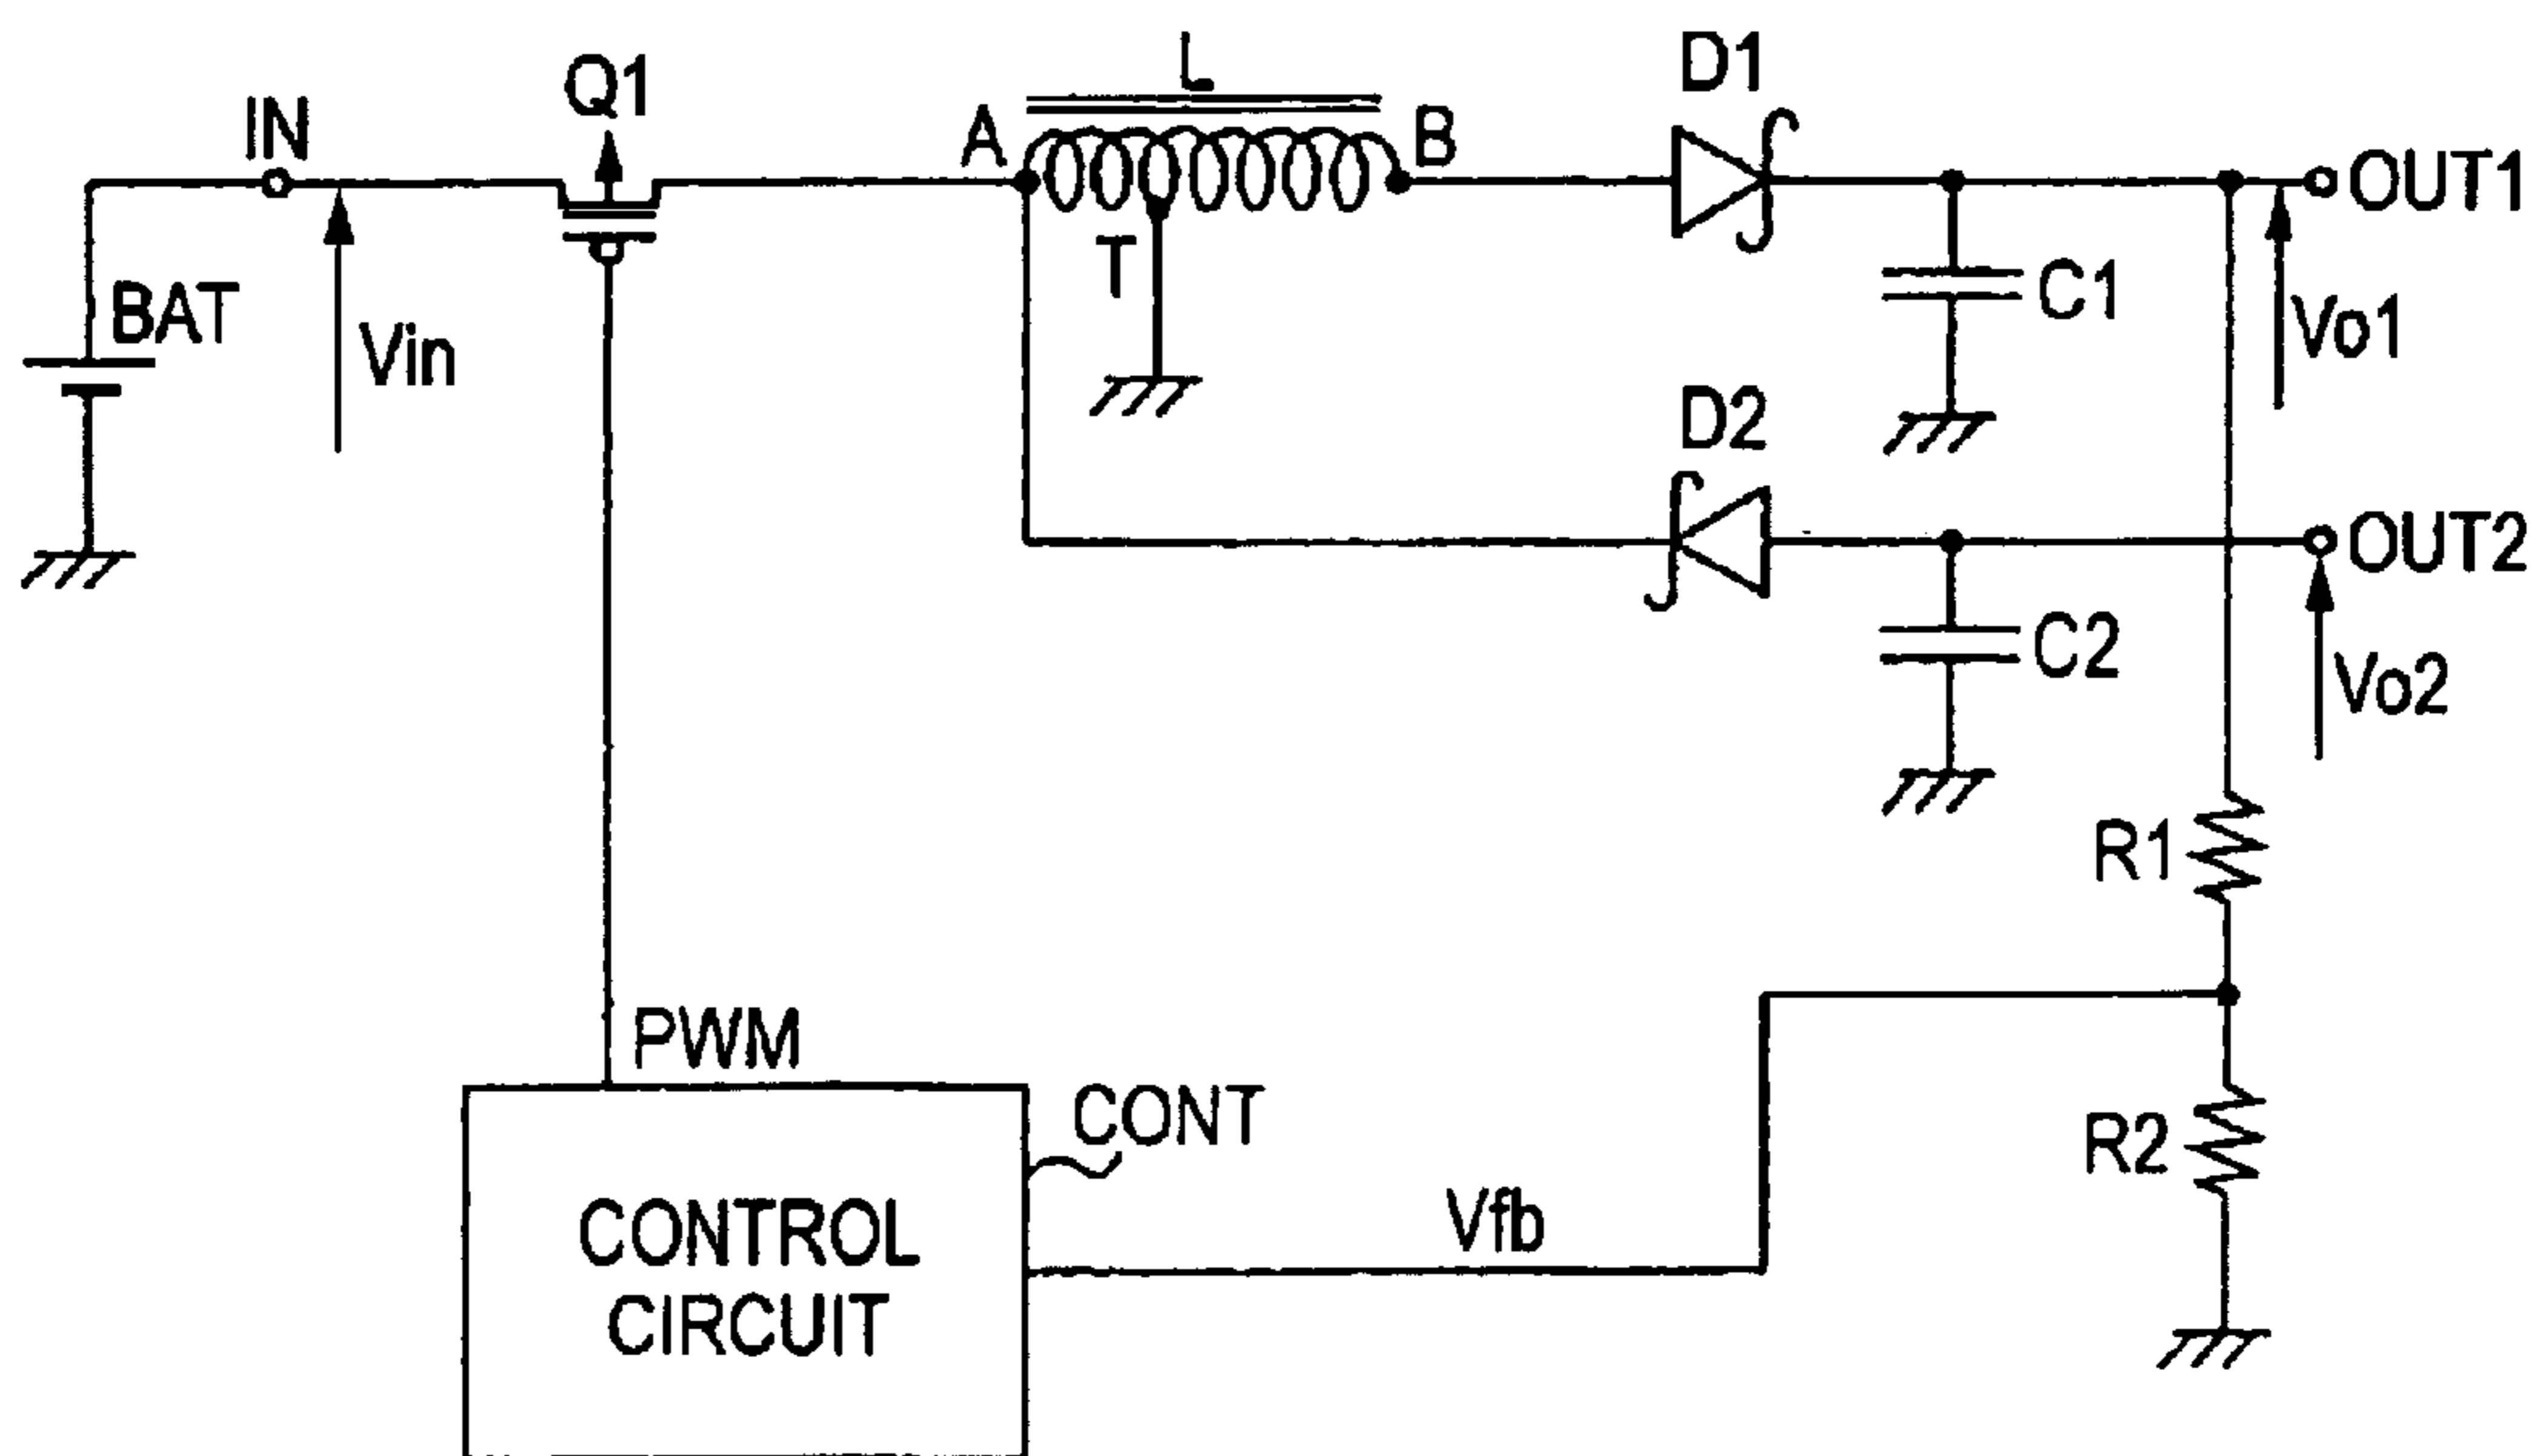 L
D1
Q1
IN
A
B
OUT1
T
C1
BAT
Vin
Vo1
D2
OUT2
C2
Vo2
R1
PWM
CONT
R2
Vfb
CONTROL
CIRCUIT